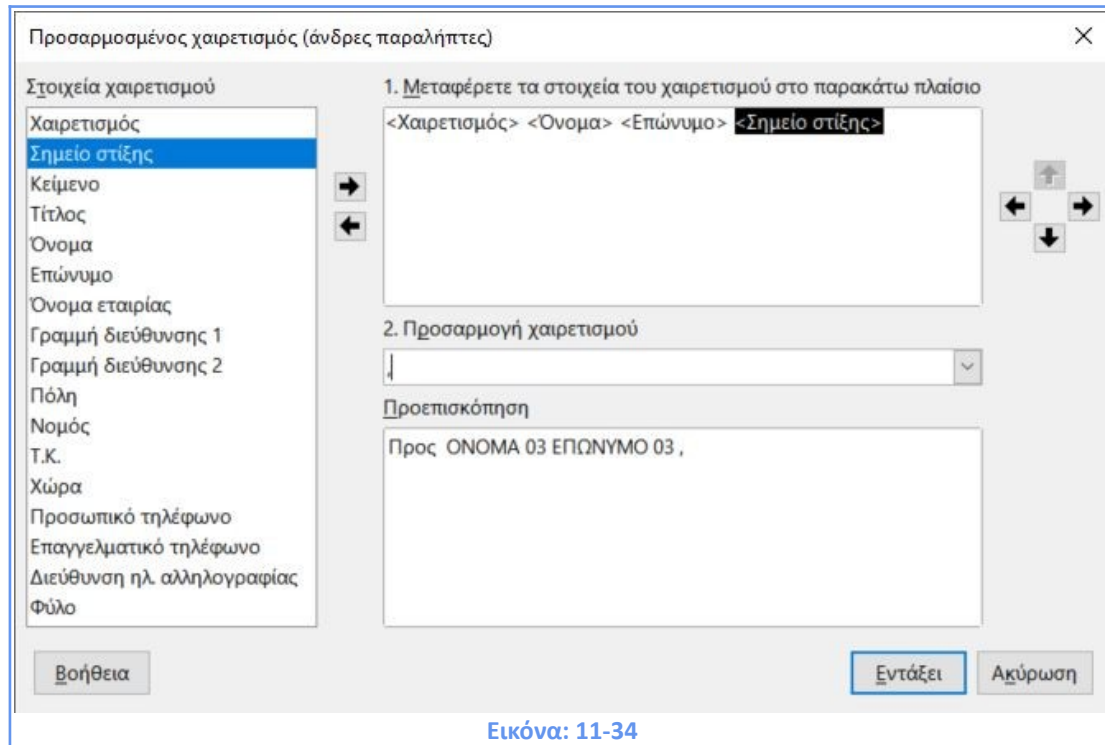 Προσαρμοσμένος χαιρετισμός (άνδρες παραλήπτες)
Στοιχεία χαιρετισμού
Χαιρετισμός
Σημείο στίξης
Κείμενο
Τίτλος
Όνομα
Επώνυμο
Όνομα εταιρίας
Γραμμή διεύθυνσης 1
Γραμμή διεύθυνσης 2
Πόλη
Νομός
Τ.Κ.
Χώρα
Προσωπικό τηλέφωνο
Επαγγελματικό τηλέφωνο
Διεύθυνση ηλ. αλληλογραφίας
Φύλο
1. Μεταφέρετε τα στοιχεία του χαιρετισμού στο παρακάτω πλαίσιο
<Χαιρετισμός> <Όνομα> <Επώνυμο> <Σημείο στίξης>
2. Προσαρμογή χαιρετισμού
,
Προεπισκόπηση
Προς  ΟΝΟΜΑ 03 ΕΠΩΝΥΜΟ 03 ,
Βοήθεια
Εντάξει
Ακύρωση
Εικόνα: 11-34